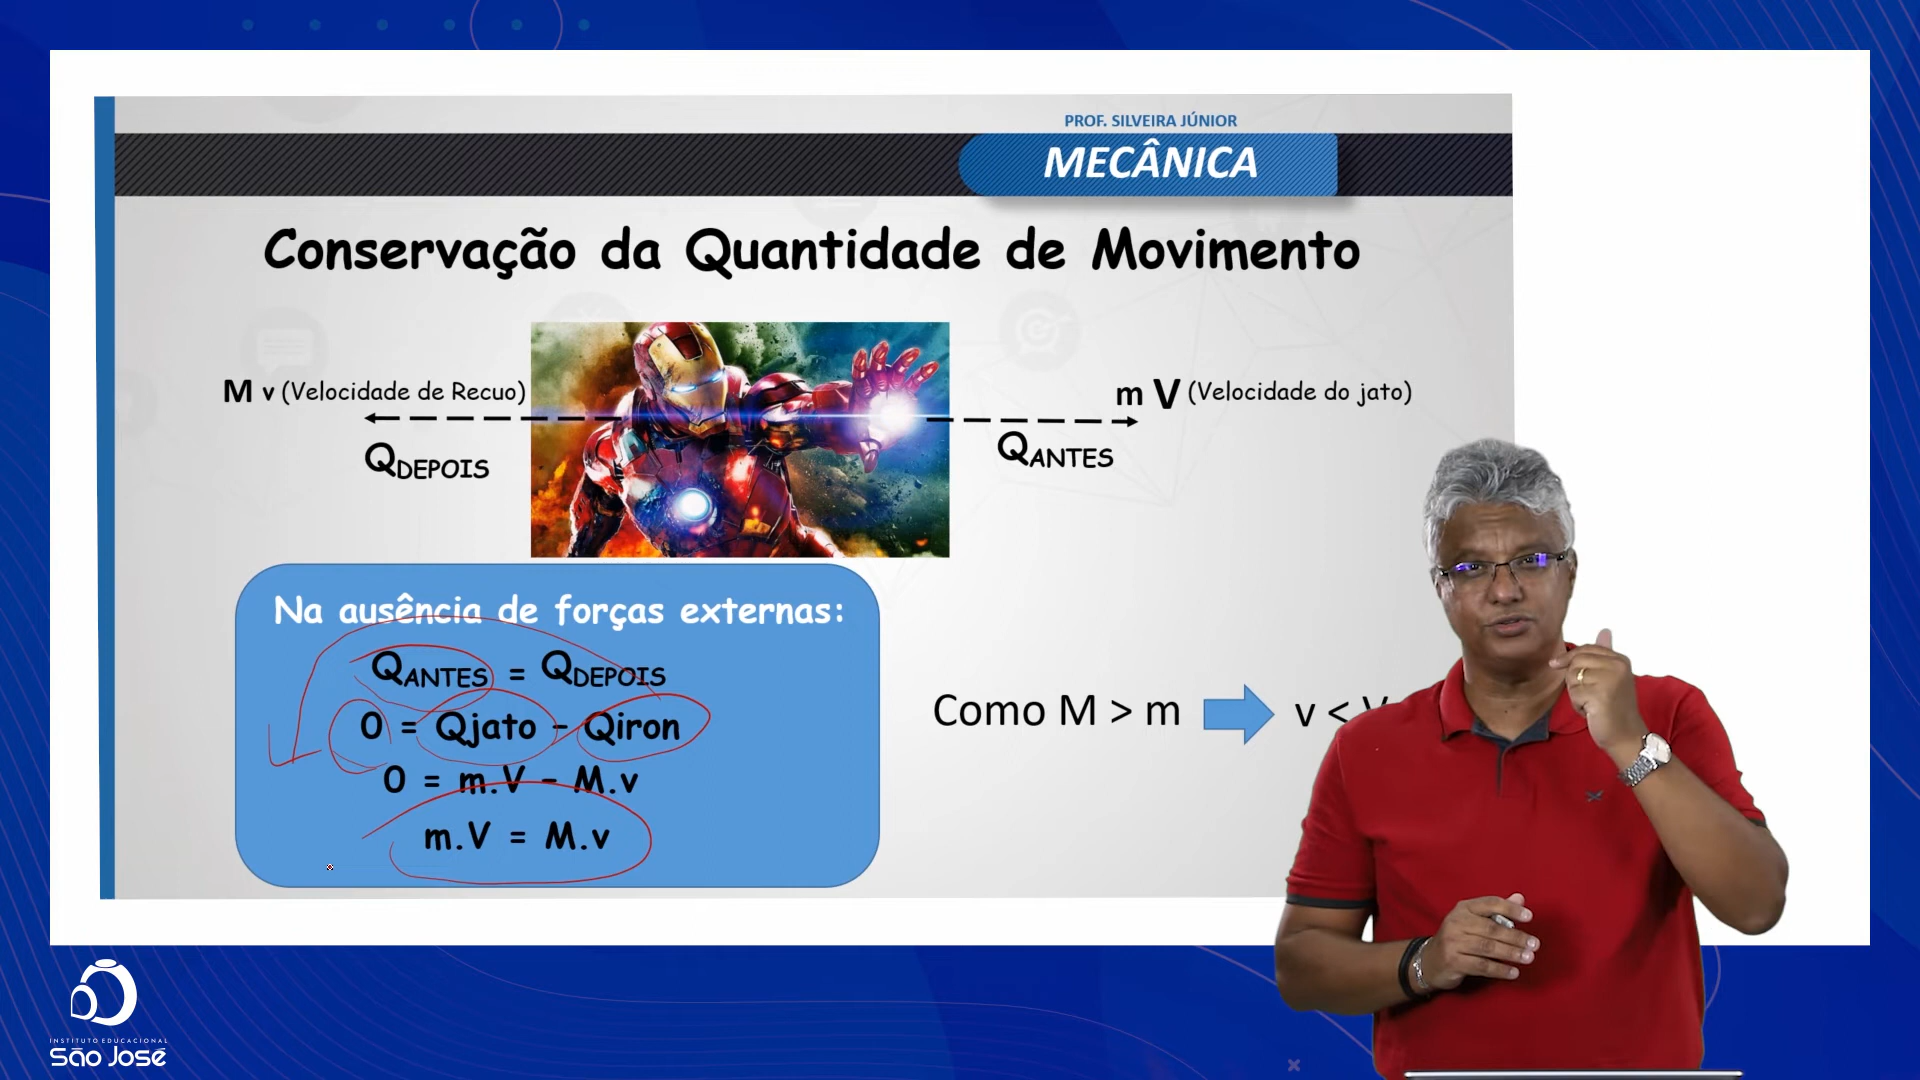 PROF. SILVEIRA JÚNIOR
MECÂNICA
Conservação da Quantidade de Movimento
M v (Velocidade de Recuo)
QDEPOIS
m V (Velocidade do jato)
QANTES
Na ausência de forças externas:
QANTES = QDEPOIS
0 = Qjato - Qiron
0 = m.V - M.v
m.V = M.v
Como M > m
v < V
INSTITUTO EDUCACIONAL
São José